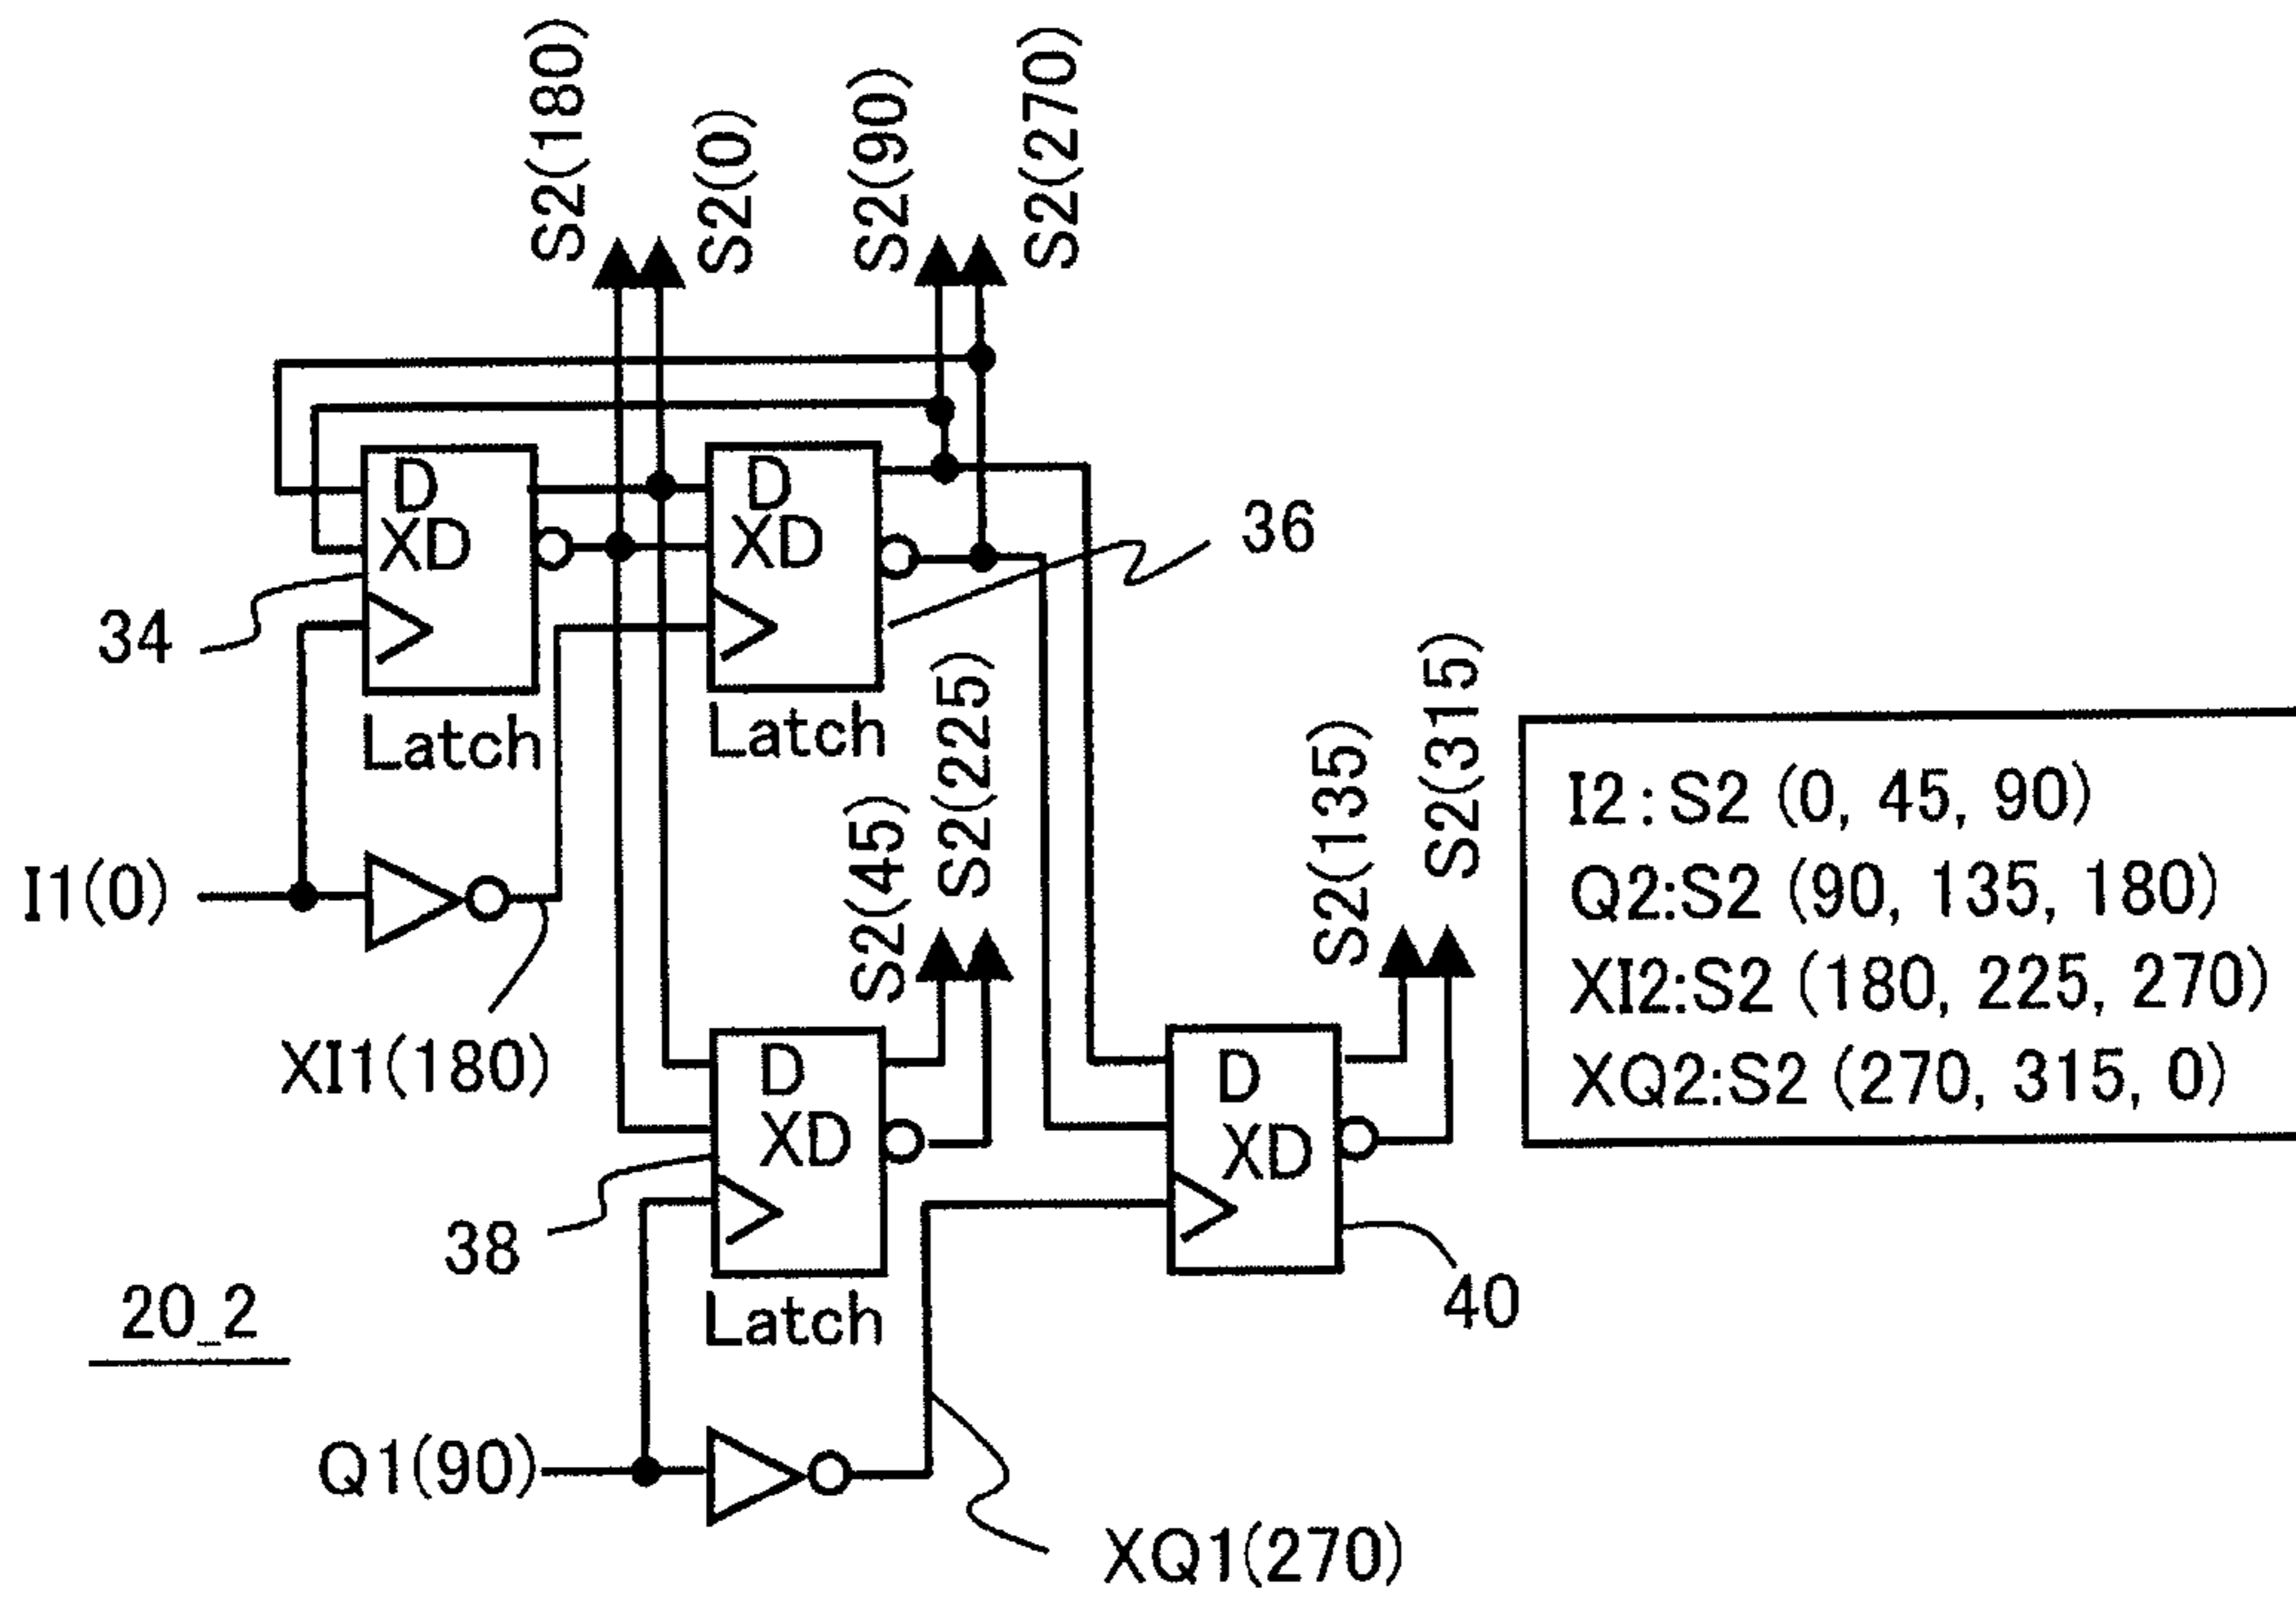 S2(180)
S2(0)
S2(90)
S2(270)
D
XD
D
XD
36
34
Latch
Latch
S2(45)
S2(225)
S2(135)
S2(315)
I2 : S2 (0, 45, 90)
Q2:S2 (90, 135, 180)
XI2:S2 (180, 225, 270)
XQ2:S2 (270, 315, 0)
I1(0)
XI1(180)
D
XD
D
XD
38
40
Latch
20_2
Q1(90)
XQ1(270)